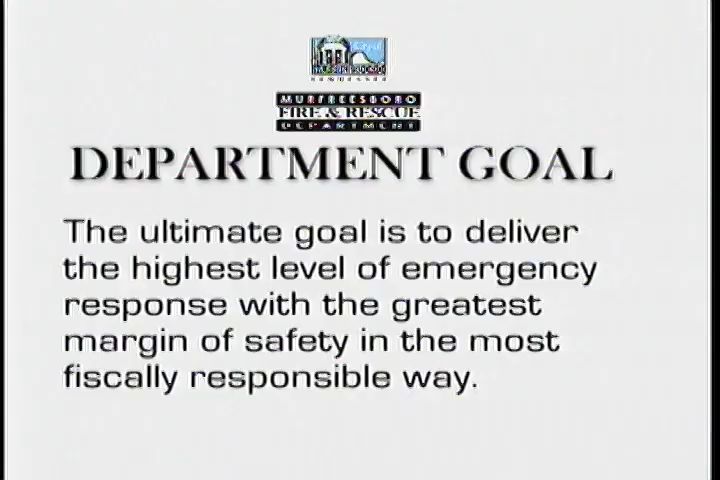 MURFREESBORO
FIRE & RESCUE
DEPARTMENT
DEPARTMENT GOAL
The ultimate goal is to deliver
the highest level of emergency
response with the greatest
margin of safety in the most
fiscally responsible way.